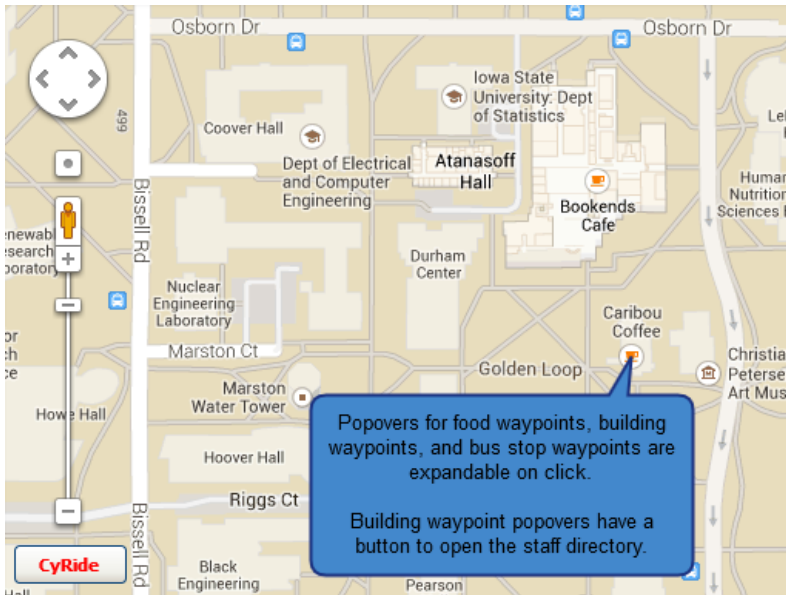 Osborn Dr
Osborn Dr
Iowa State
University: Dept
of Statistics
499
Coover Hall
Dept of Electrical
and Computer
Engineering
Atanasoff
Hall
Bookends
Cafe
Human
Nutrition
Sciences
Bissell Rd
Durham
Center
Nuclear
Engineering
Laboratory
Caribou
Coffee
Marston Ct
Golden Loop
Christia
Peterse
Art Mus
Marston
Water Tower
Howe Hall
Popovers for food waypoints, building
waypoints, and bus stop waypoints are
expandable on click.
Building waypoint popovers have a
button to open the staff directory.
Hoover Hall
Riggs Ct
Bissell Rd
CyRide
Black
Engineering
Pearson